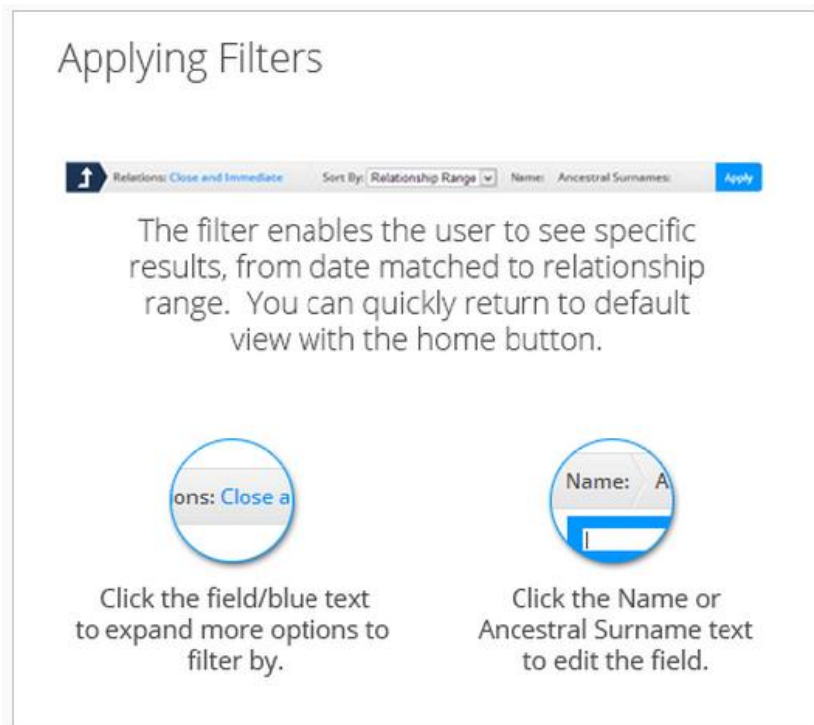 Applying Filters
Relations: Close and Immediate Sort By: Relationship Range Name: Ancestral Surnames: Apply
The filter enables the user to see specific
results, from date matched to relationship
range. You can quickly return to default
view with the home button.
ons: Close a
Name: A
Click the field/blue text
to expand more options to
filter by.
Click the Name or
Ancestral Surname text
to edit the field.